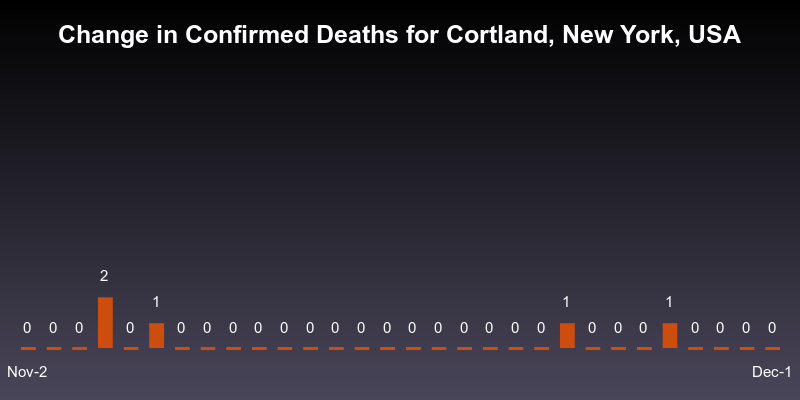 Change in Confirmed Deaths for Cortland, New York, USA
2
1 1 1
0 0 0 0 0 0 0 0 0 0 0 0 0 0 0 0 0 0 0 0 0 0 0 0 0 0
Nov-2 Dec-1